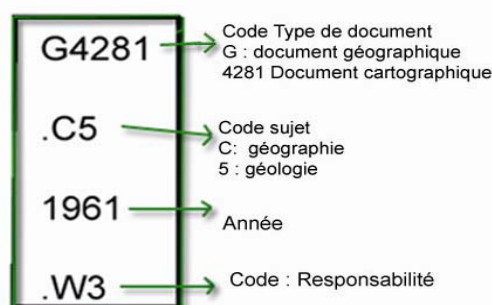 G4281
Code Type de document
G : document géographique
4281 Document cartographique
.C5
Code sujet
C: géographie
5 : géologie
1961
Année
.W3
Code : Responsabilité